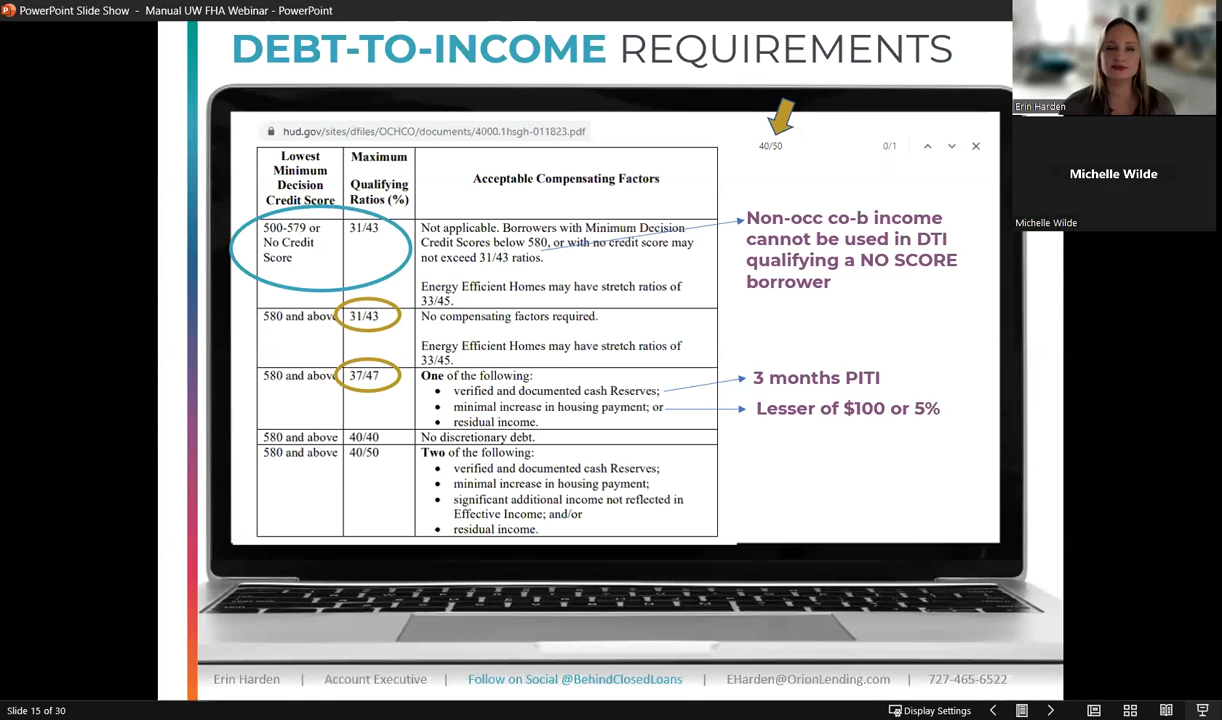 PowerPoint Slide Show - Manual UW FHA Webinar - PowerPoint
DEBT-TO-INCOME REQUIREMENTS
hud.gov/sites/dfiles/OCHCO/documents/4000.1hsgh-011823.pdf
40/50
0/1
Lowest
Minimum
Decision
Credit Score
Maximum
Qualifying
Ratios (%)
Acceptable Compensating Factors
500-579 or
No Credit
Score
31/43
Not applicable. Borrowers with Minimum Decision
Credit Scores below 580, or with no credit score may
not exceed 31/43 ratios.
Energy Efficient Homes may have stretch ratios of
33/45.
580 and above
31/43
No compensating factors required.
Energy Efficient Homes may have stretch ratios of
33/45.
580 and above
37/47
One of the following:
• verified and documented cash Reserves;
• minimal increase in housing payment; or
• residual income.
580 and above
40/40
No discretionary debt.
580 and above
40/50
Two of the following:
• verified and documented cash Reserves;
• minimal increase in housing payment;
• significant additional income not reflected in
Effective Income; and/or
• residual income.
Non-occ co-b income
cannot be used in DTI
qualifying a NO SCORE
borrower
3 months PITI
Lesser of $100 or 5%
Erin Harden | Account Executive | Follow on Social @BehindClosedLoans | EHarden@OrionLending.com | 727-465-6522
Erin Harden
Michelle Wilde
Michelle Wilde
Slide 15 of 30
Display Settings